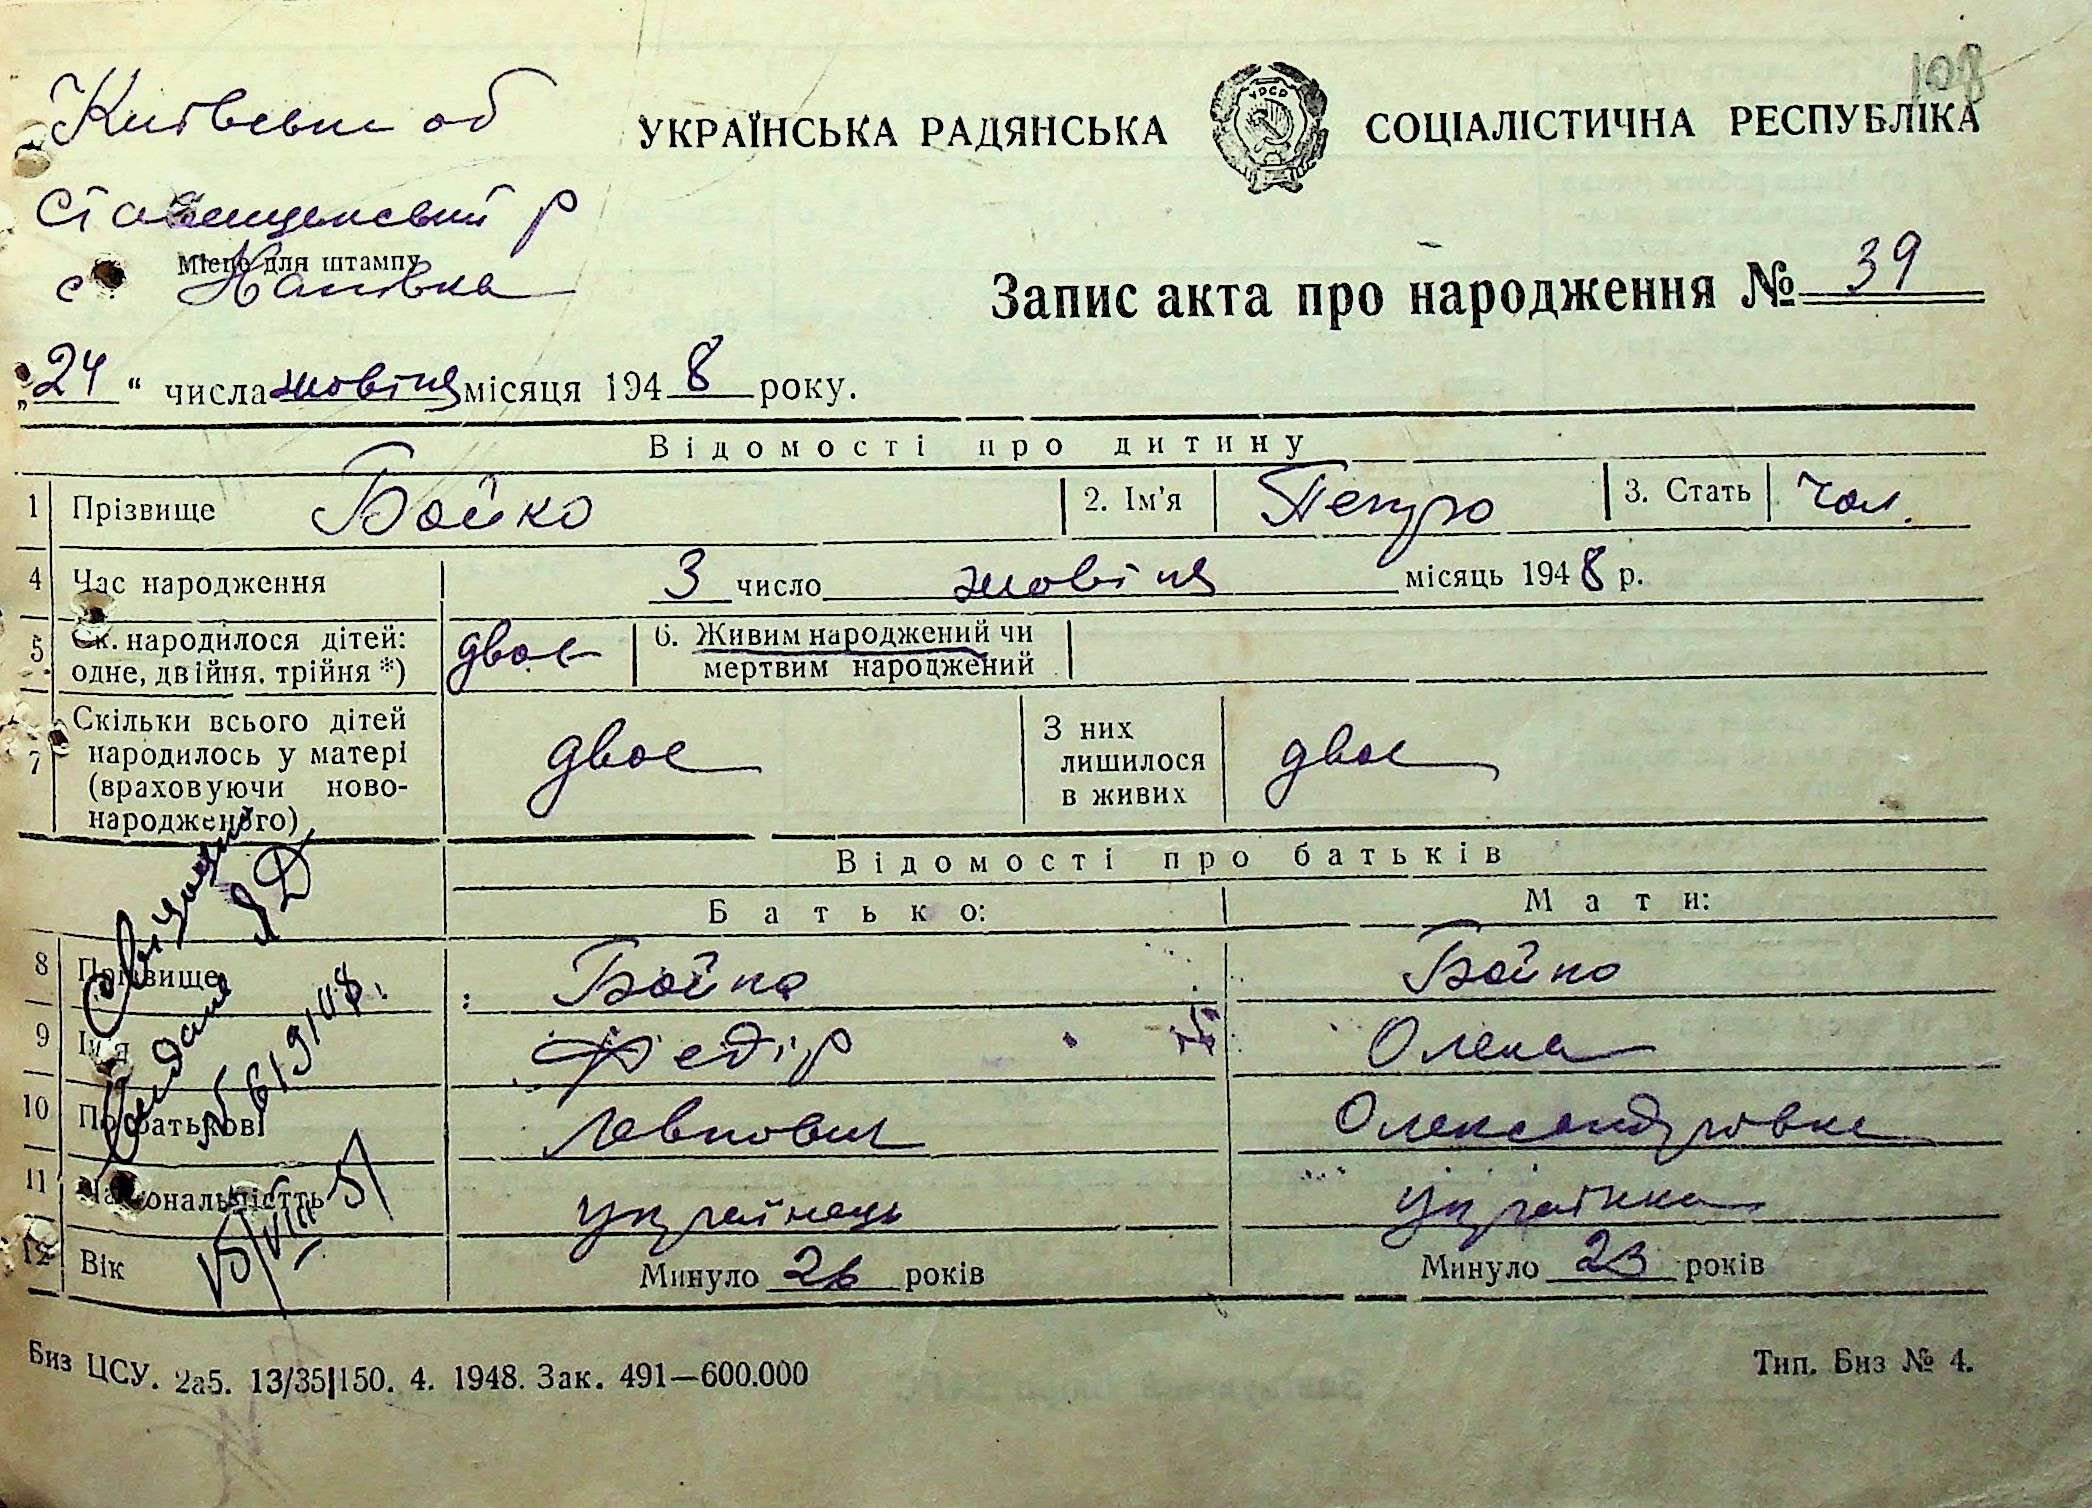 108
Київськи об
УКРАЇНСЬКА РАДЯНСЬКА СОЦІАЛІСТИЧНА РЕСПУБЛІКА
УРСР
Ставищенський р
Місце для штампу
с.
Запис акта про народження № 39
„24“ числа жовтня місяця 1948 року.
Відомості про дитину
1 Прізвище Бойко 2. Ім'я Петро 3. Стать Чол.
4 Час народження 3 число жовтня місяць 1948 р.
5 Ск. народилося дітей: одне, двійня, трійня *) двоє 6. Живим народжений чи мертвим народжений
7 Скільки всього дітей народилось у матері (враховуючи новонародженого) двоє З них лишилося в живих двоє
Відомості про батьків
Батько: Мати:
8 Прізвище Бойко Бойко
9 Ім'я Федір Олена
10 По батькові Олександровна
11 Національність українець українка
12 Вік Минуло 26 років Минуло 23 років
15/VIII 51
Биз ЦСУ. 2а5. 13/35|150. 4. 1948. Зак. 491—600.000 Тип. Биз № 4.